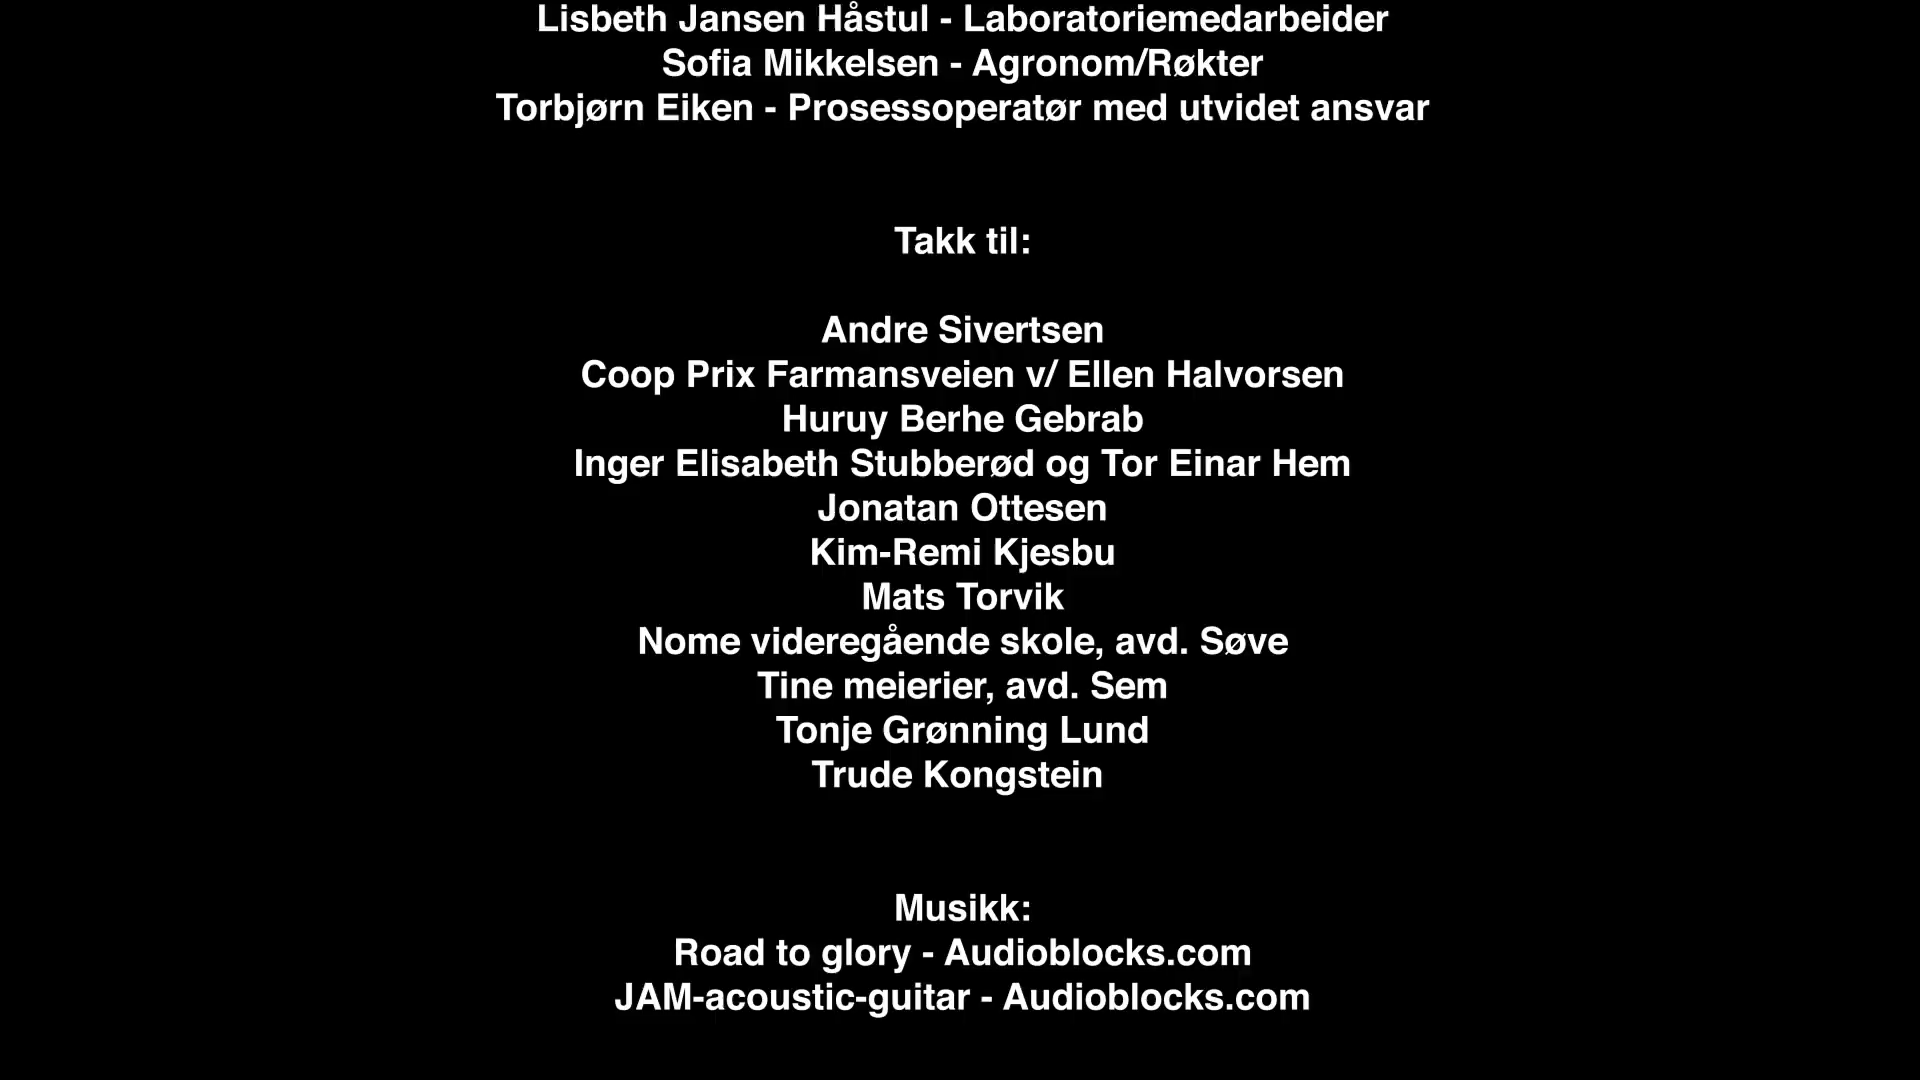 Lisbeth Jansen Håstul - Laboratoriemedarbeider
Sofia Mikkelsen - Agronom/Røkter
Torbjørn Eiken - Prosessoperatør med utvidet ansvar
Takk til:
Andre Sivertsen
Coop Prix Farmansveien v/ Ellen Halvorsen
Huruy Berhe Gebrab
Inger Elisabeth Stubberød og Tor Einar Hem
Jonatan Ottesen
Kim-Remi Kjesbu
Mats Torvik
Nome videregående skole, avd. Søve
Tine meierier, avd. Sem
Tonje Grønning Lund
Trude Kongstein
Musikk:
Road to glory - Audioblocks.com
JAM-acoustic-guitar - Audioblocks.com